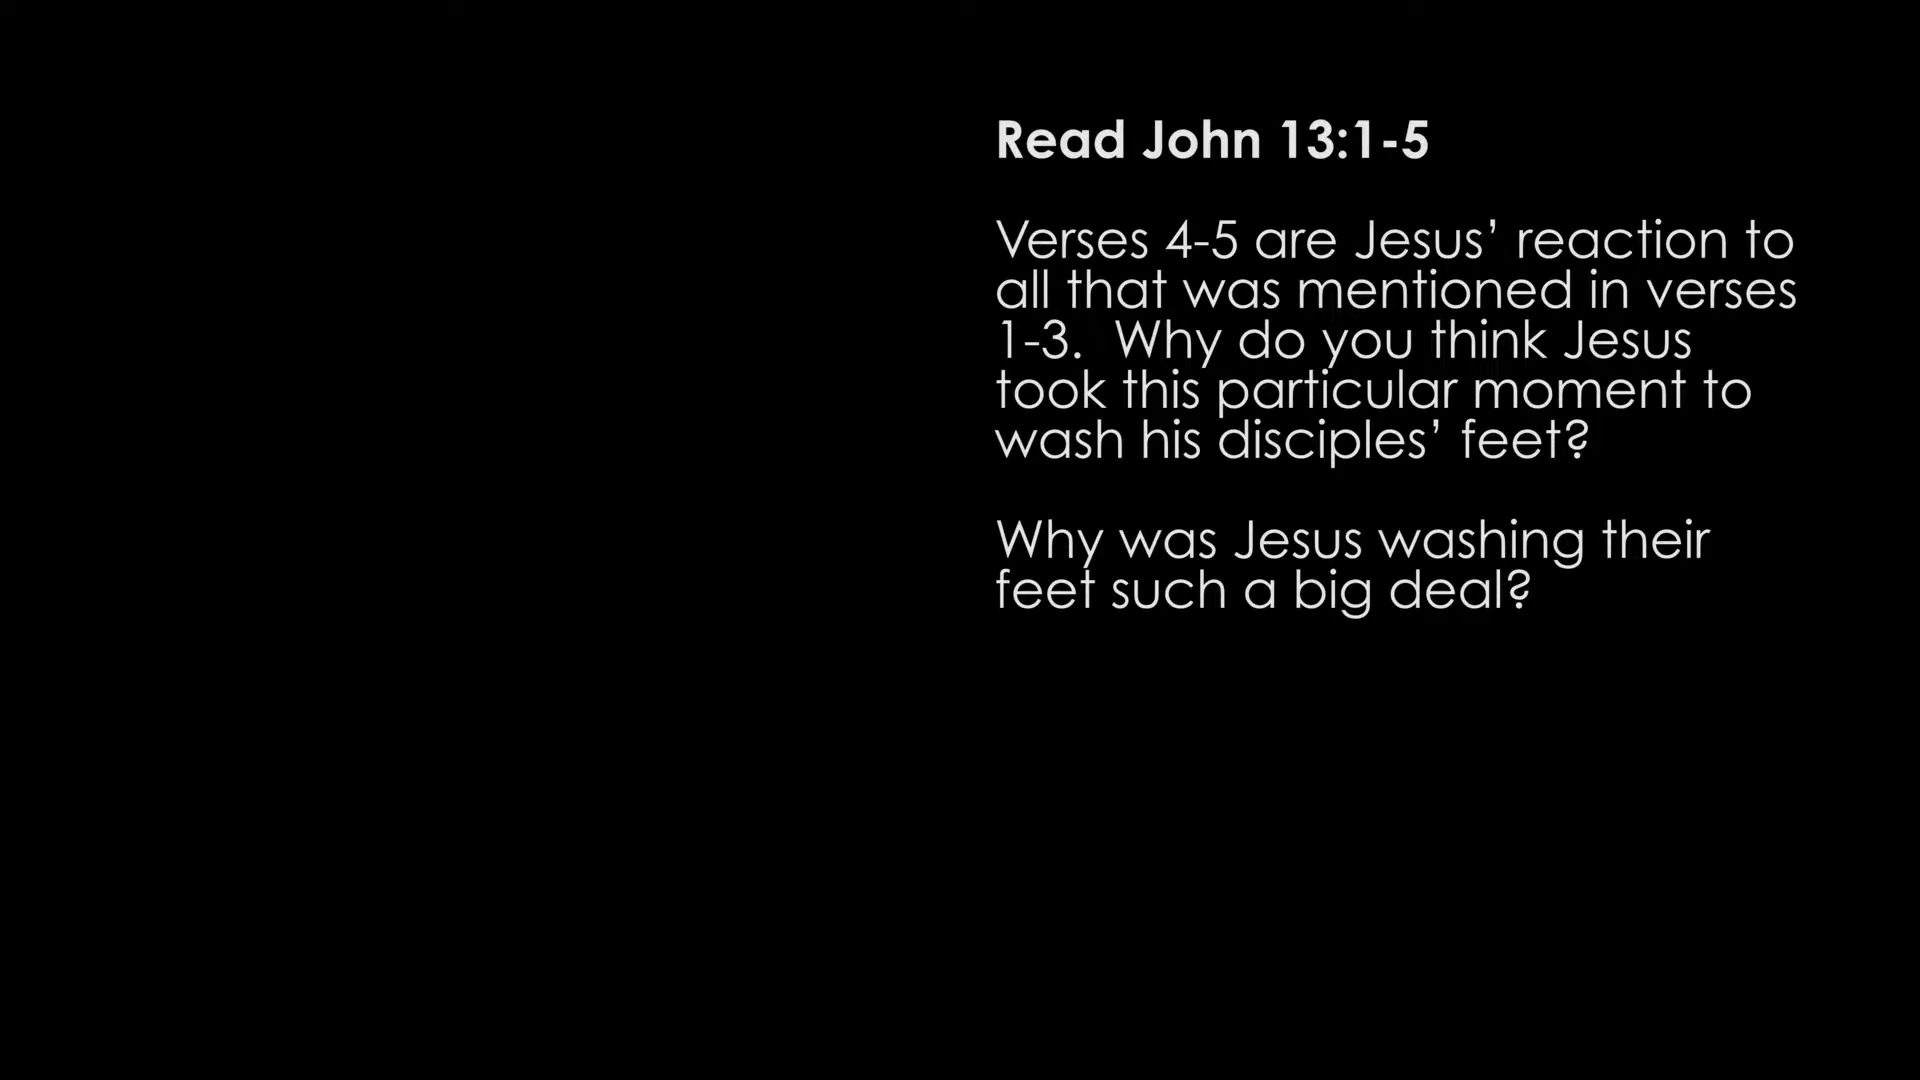 Read John 13:1-5
Verses 4-5 are Jesus’ reaction to
all that was mentioned in verses
1-3.  Why do you think Jesus
took this particular moment to
wash his disciples’ feet?
Why was Jesus washing their
feet such a big deal?